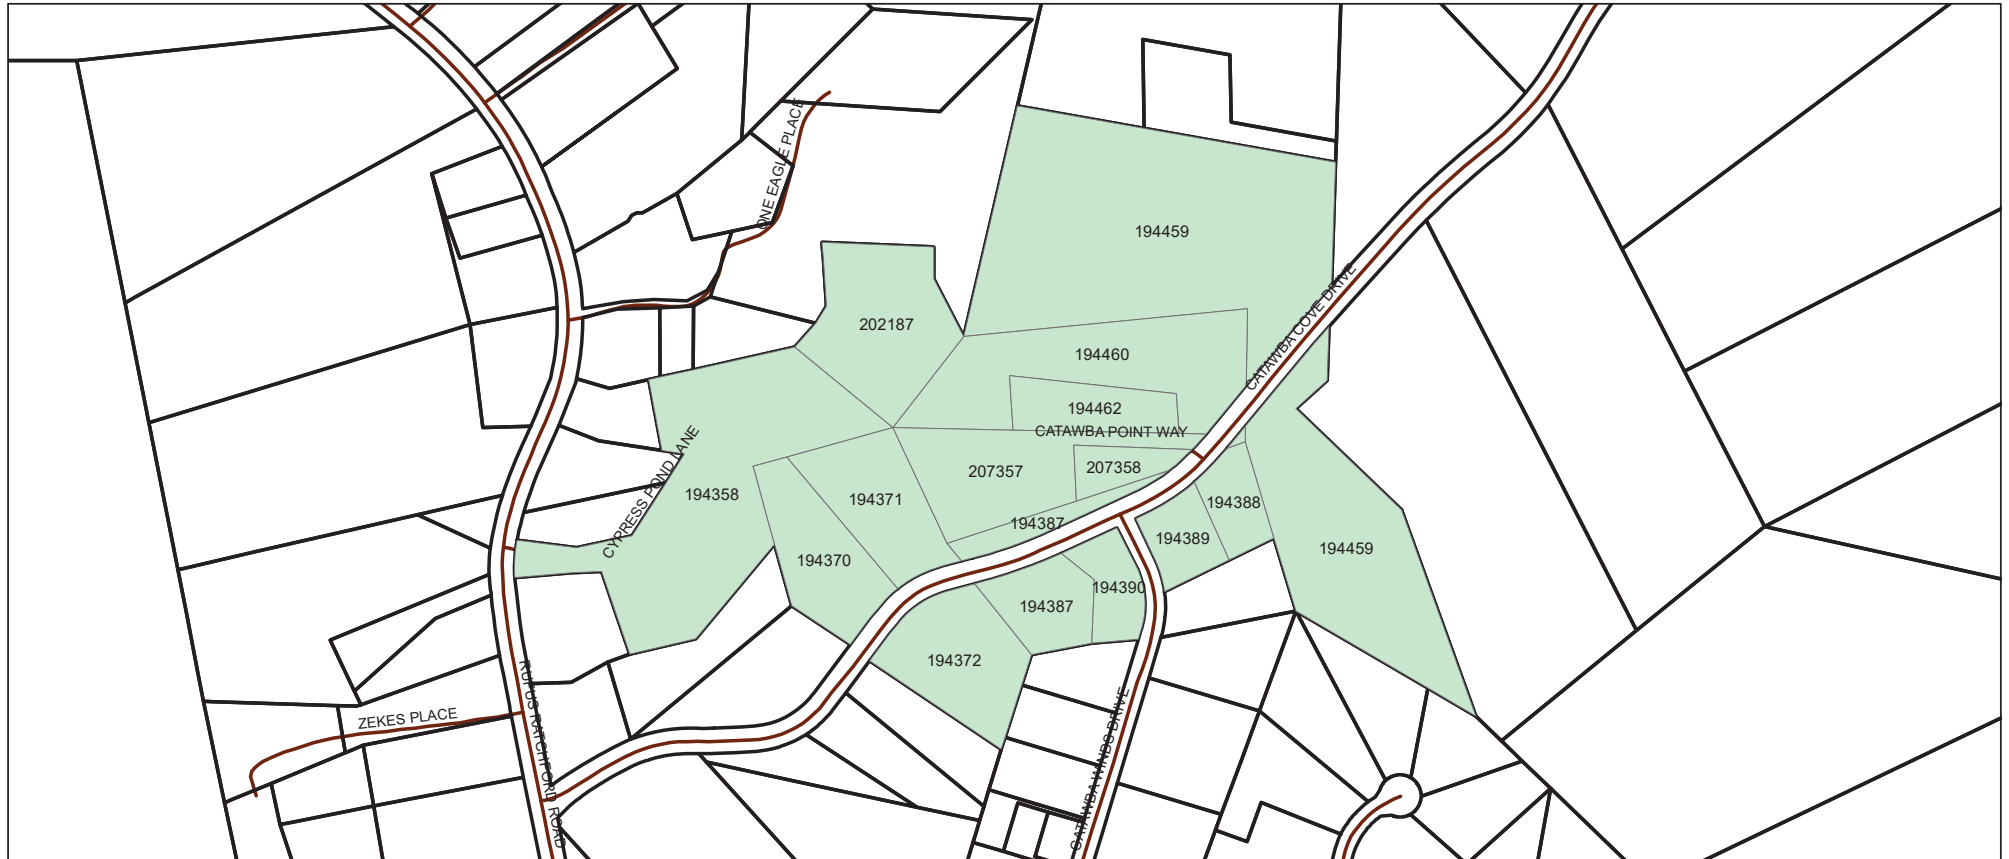 ONE EAGLE PLACE
194459
CATAWBA COVE DRIVE
202187
194460
194462
CATAWBA POINT WAY
207357
207358
CYPRESS POND LANE
194358
194371
194387
194388
194389
194459
194370
194390
194387
194372
RUFUS RATCHFORD ROAD
ZEKES PLACE
CATAWBA WINDS DRIVE